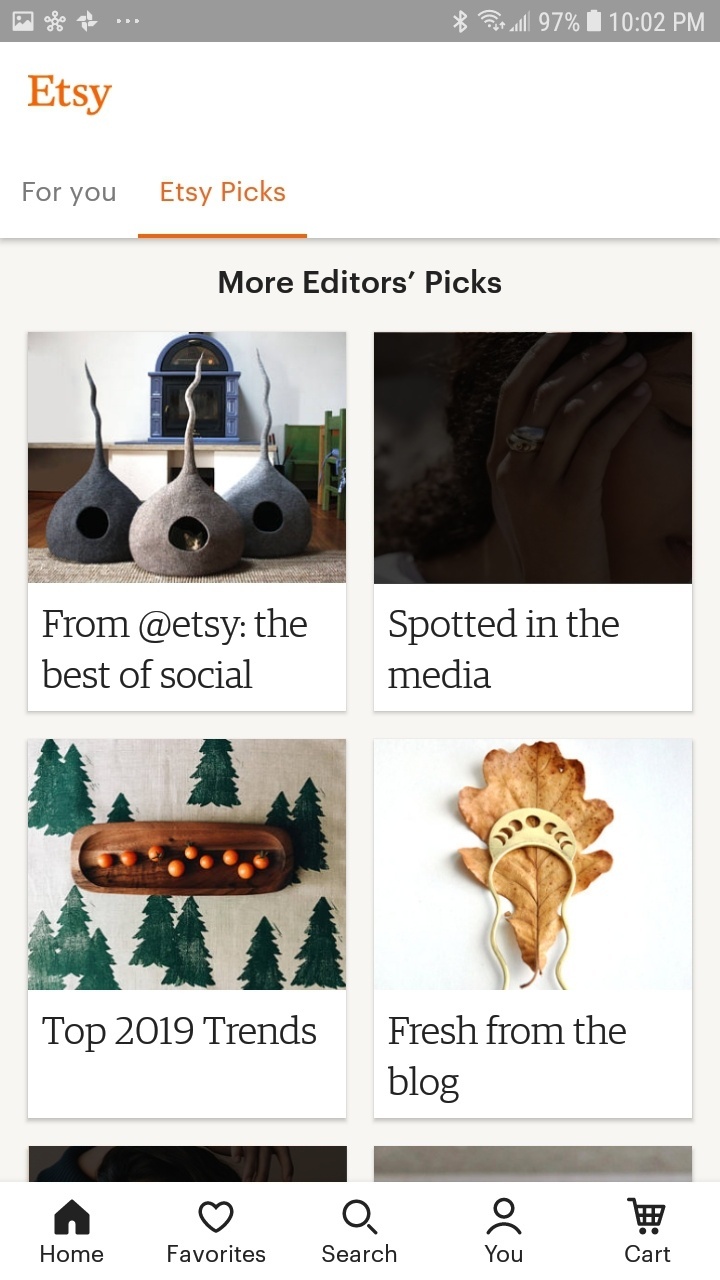 97% 10:02 PM
Etsy
For you Etsy Picks
More Editors’ Picks
From @etsy: the
best of social
Spotted in the
media
Top 2019 Trends
Fresh from the
blog
Home Favorites Search You Cart